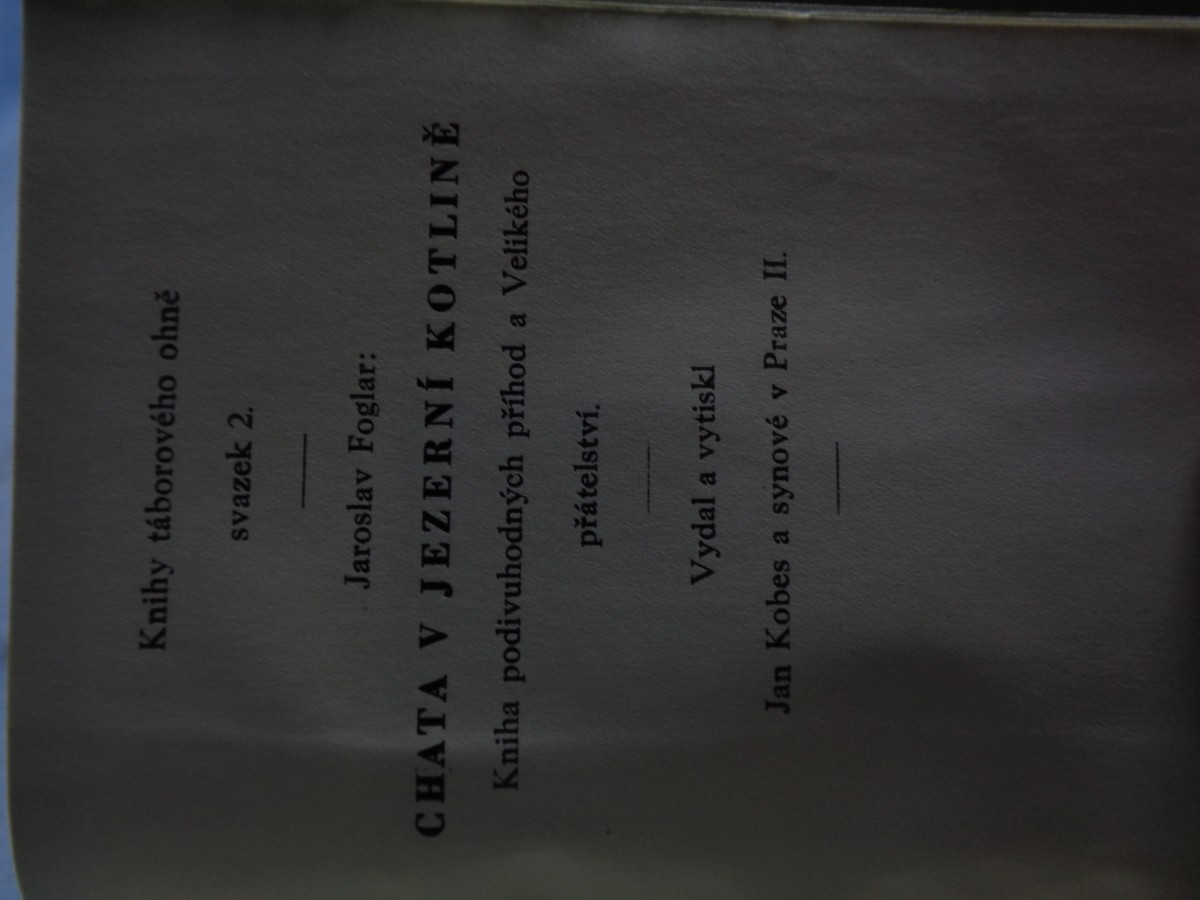 Knihy táborového ohně
svazek 2.
Jaroslav Foglar:
CHATA V JEZERNÍ KOTLINĚ
Kniha podivuhodných příhod a Velikého
přátelství.
Vydal a vytiskl
Jan Kobes a synové v Praze II.